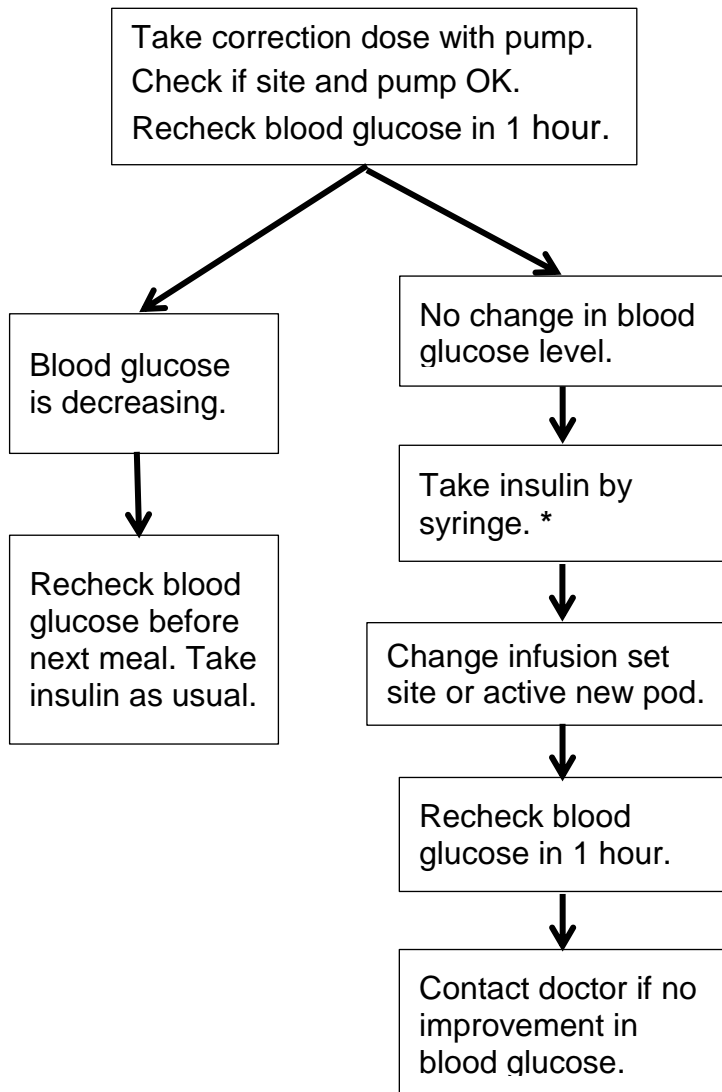 Take correction dose with pump.
Check if site and pump OK.
Recheck blood glucose in 1 hour.
Blood glucose
is decreasing.
Recheck blood
glucose before
next meal. Take
insulin as usual.
No change in blood
glucose level.
Take insulin by
syringe. *
Change infusion set
site or active new pod.
Recheck blood
glucose in 1 hour.
Contact doctor if no
improvement in
blood glucose.